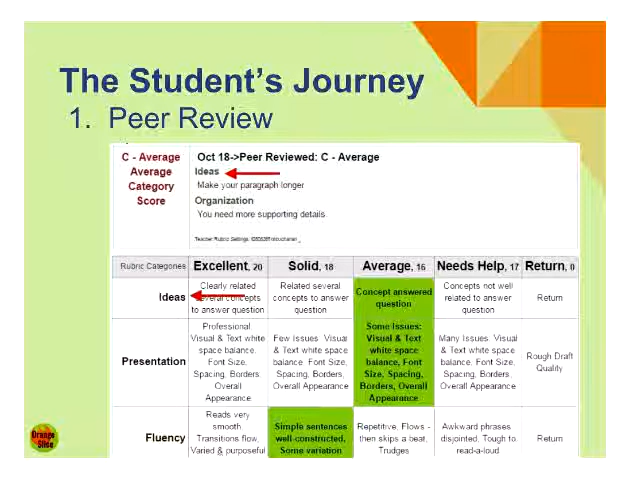 The Student's Journey
1. Peer Review
C - Average
Average
Category
Score
Oct 18->Peer Reviewed: C - Average
Ideas
Make your paragraph longer
Organization
You need more supporting details
Teacher Rubric Settings:
Rubric Categories
Excellent, 20
Solid, 18
Average, 16
Needs Help, 17
Return, 0
Ideas
Clearly related
several concepts
to answer question
Related several
concepts to answer
question
Concept answered
question
Concepts not well
related to answer
question
Return
Presentation
Professional
Visual & Text white
space balance,
Font Size,
Spacing, Borders
Overall
Appearance
Few Issues: Visual
& Text white space
balance, Font Size,
Spacing, Borders,
Overall Appearance
Some Issues:
Visual & Text
white space
balance, Font
Size, Spacing,
Borders, Overall
Appearance
Many Issues: Visual
& Text white space
balance, Font Size,
Spacing, Borders,
Overall Appearance
Rough Draft
Quality
Fluency
Reads very
smooth.
Transitions flow,
Varied & purposeful
Simple sentences
well-constructed,
Some variation
Repetitive, Flows -
then skips a beat,
Trudges
Awkward phrases
disjointed, Tough to
read-a-loud
Return
Orange
Slice